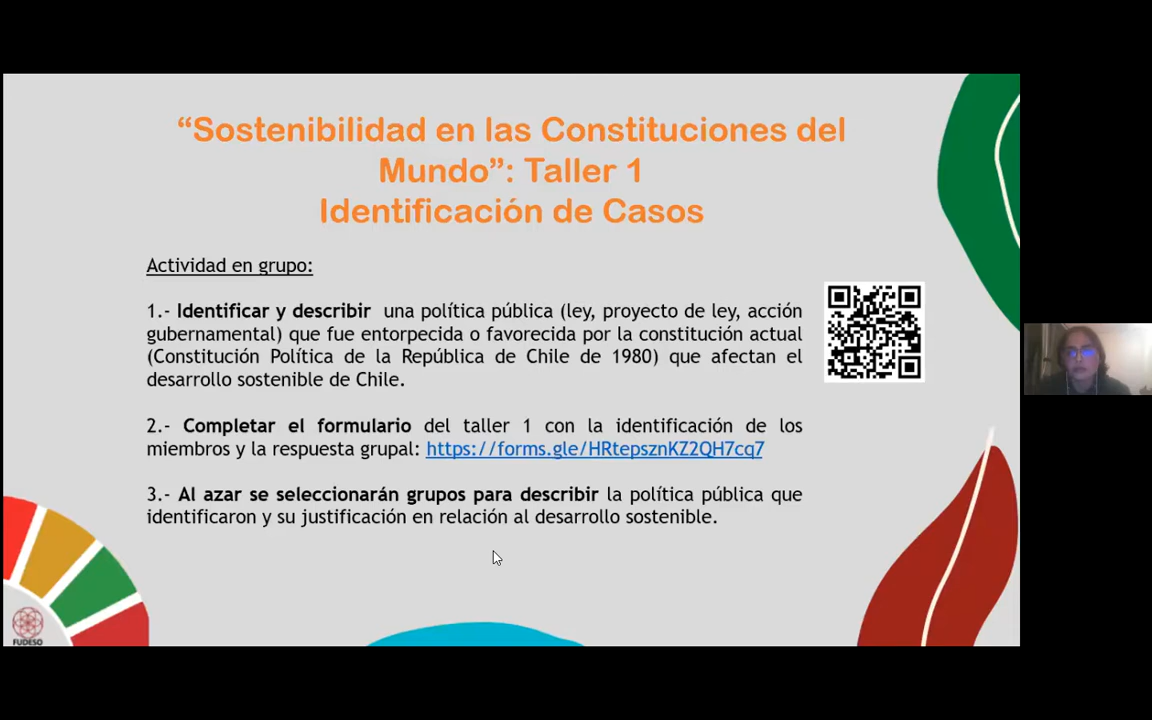 “Sostenibilidad en las Constituciones del
Mundo”: Taller 1
Identificación de Casos
Actividad en grupo:
1.- Identificar y describir una política pública (ley, proyecto de ley, acción
gubernamental) que fue entorpecida o favorecida por la constitución actual
(Constitución Política de la República de Chile de 1980) que afectan el
desarrollo sostenible de Chile.
2.- Completar el formulario del taller 1 con la identificación de los
miembros y la respuesta grupal: https://forms.gle/HRtepsznKZ2QH7cq7
3.- Al azar se seleccionarán grupos para describir la política pública que
identificaron y su justificación en relación al desarrollo sostenible.
FUDESO